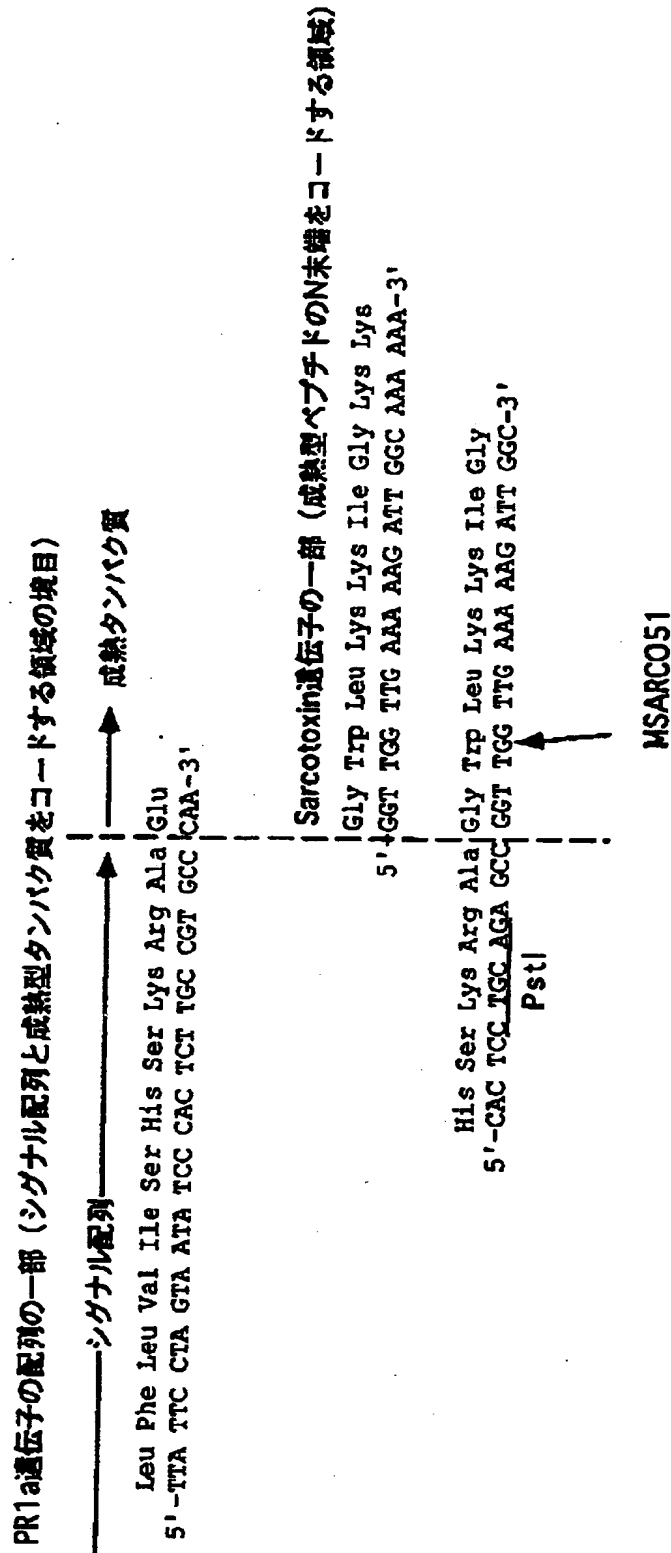 PR1a遺伝子の配列の一部（シグナル配列と成熟型タンパク質をコードする領域の境目）
シグナル配列
成熟タンパク質
Leu Phe Leu Val Ile Ser His Ser Lys Arg Ala Glu
5'-TTA TTC CTA GTA ATA TCC CAC TCT TGC CGT GCC CAA-3'
Sarcotoxin遺伝子の一部（成熟型ペプチドのN末端をコードする領域）
Gly Trp Leu Lys Lys Ile Gly Lys Lys
5'-GGT TGG TTG AAA AAG ATT GGC AAA AAA-3'
His Ser Lys Arg Ala Gly Trp Leu Lys Lys Ile Gly
5'-CAC TCC TGC AGA GCC GGT TGG TTG AAA AAG ATT GGC-3'
PstI
MSARCO51